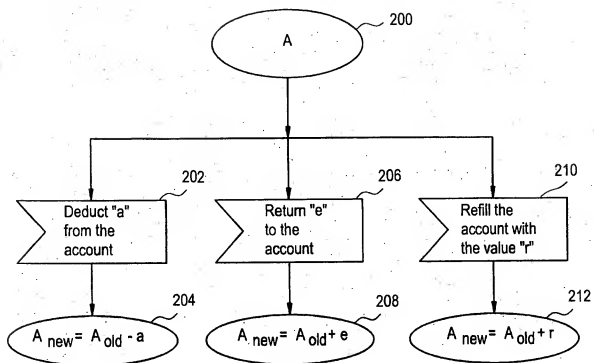 200
A
202
206
210
Deduct "a"
from the
account
Return "e"
to the
account
Refill the
account with
the value "r"
204
208
212
A new = A old - a
A new = A old + e
A new = A old + r